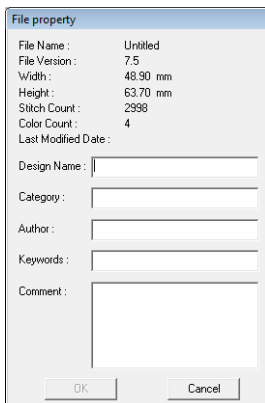 File property
File Name : Untitled
File Version : 7.5
Width : 48.90 mm
Height : 63.70 mm
Stitch Count : 2998
Color Count : 4
Last Modified Date :
Design Name :
Category :
Author :
Keywords :
Comment :
OK Cancel